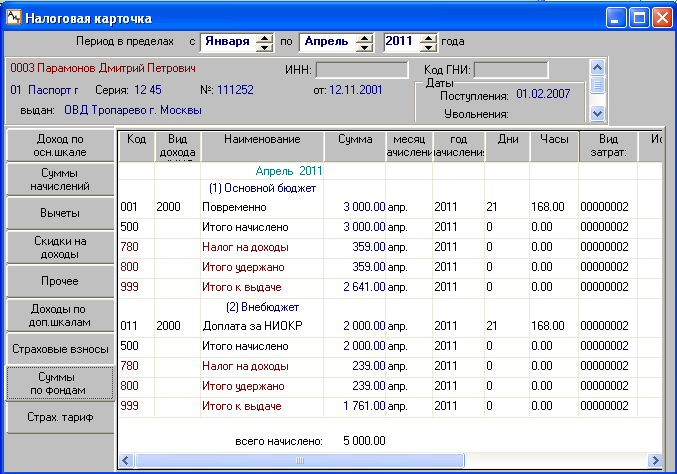 Налоговая карточка
Период в пределах с Января по Апрель 2011 года
0003 Парамонов Дмитрий Петрович ИНН: Код ГНИ:
01 Паспорт г Серия: 12 45 №: 111252 от: 12.11.2001
выдан: ОВД Тропарево г. Москвы
Даты
Поступления: 01.02.2007
Увольнения:
Доход по
осн.шкале
Суммы
начислений
Вычеты
Скидки на
доходы
Прочее
Доходы по
доп.шкалам
Страховые взносы
Суммы
по фондам
Страх. тариф
Код Вид дохода Наименование Сумма месяц ачислени год ачислени Дни Часы Вид затрат: Ис
Апрель 2011
(1) Основной бюджет
001 2000 Повременно 3 000.00 апр. 2011 21 168.00 00000002
500 Итого начислено 3 000.00 апр. 2011 0 0.00 00000002
780 Налог на доходы 359.00 апр. 2011 0 0.00 00000002
800 Итого удержано 359.00 апр. 2011 0 0.00 00000002
999 Итого к выдаче 2 641.00 апр. 2011 0 0.00 00000002
(2) Внебюджет
011 2000 Доплата за НИОКР 2 000.00 апр. 2011 21 168.00 00000002
500 Итого начислено 2 000.00 апр. 2011 0 0.00 00000002
780 Налог на доходы 239.00 апр. 2011 0 0.00 00000002
800 Итого удержано 239.00 апр. 2011 0 0.00 00000002
999 Итого к выдаче 1 761.00 апр. 2011 0 0.00 00000002
всего начислено: 5 000.00